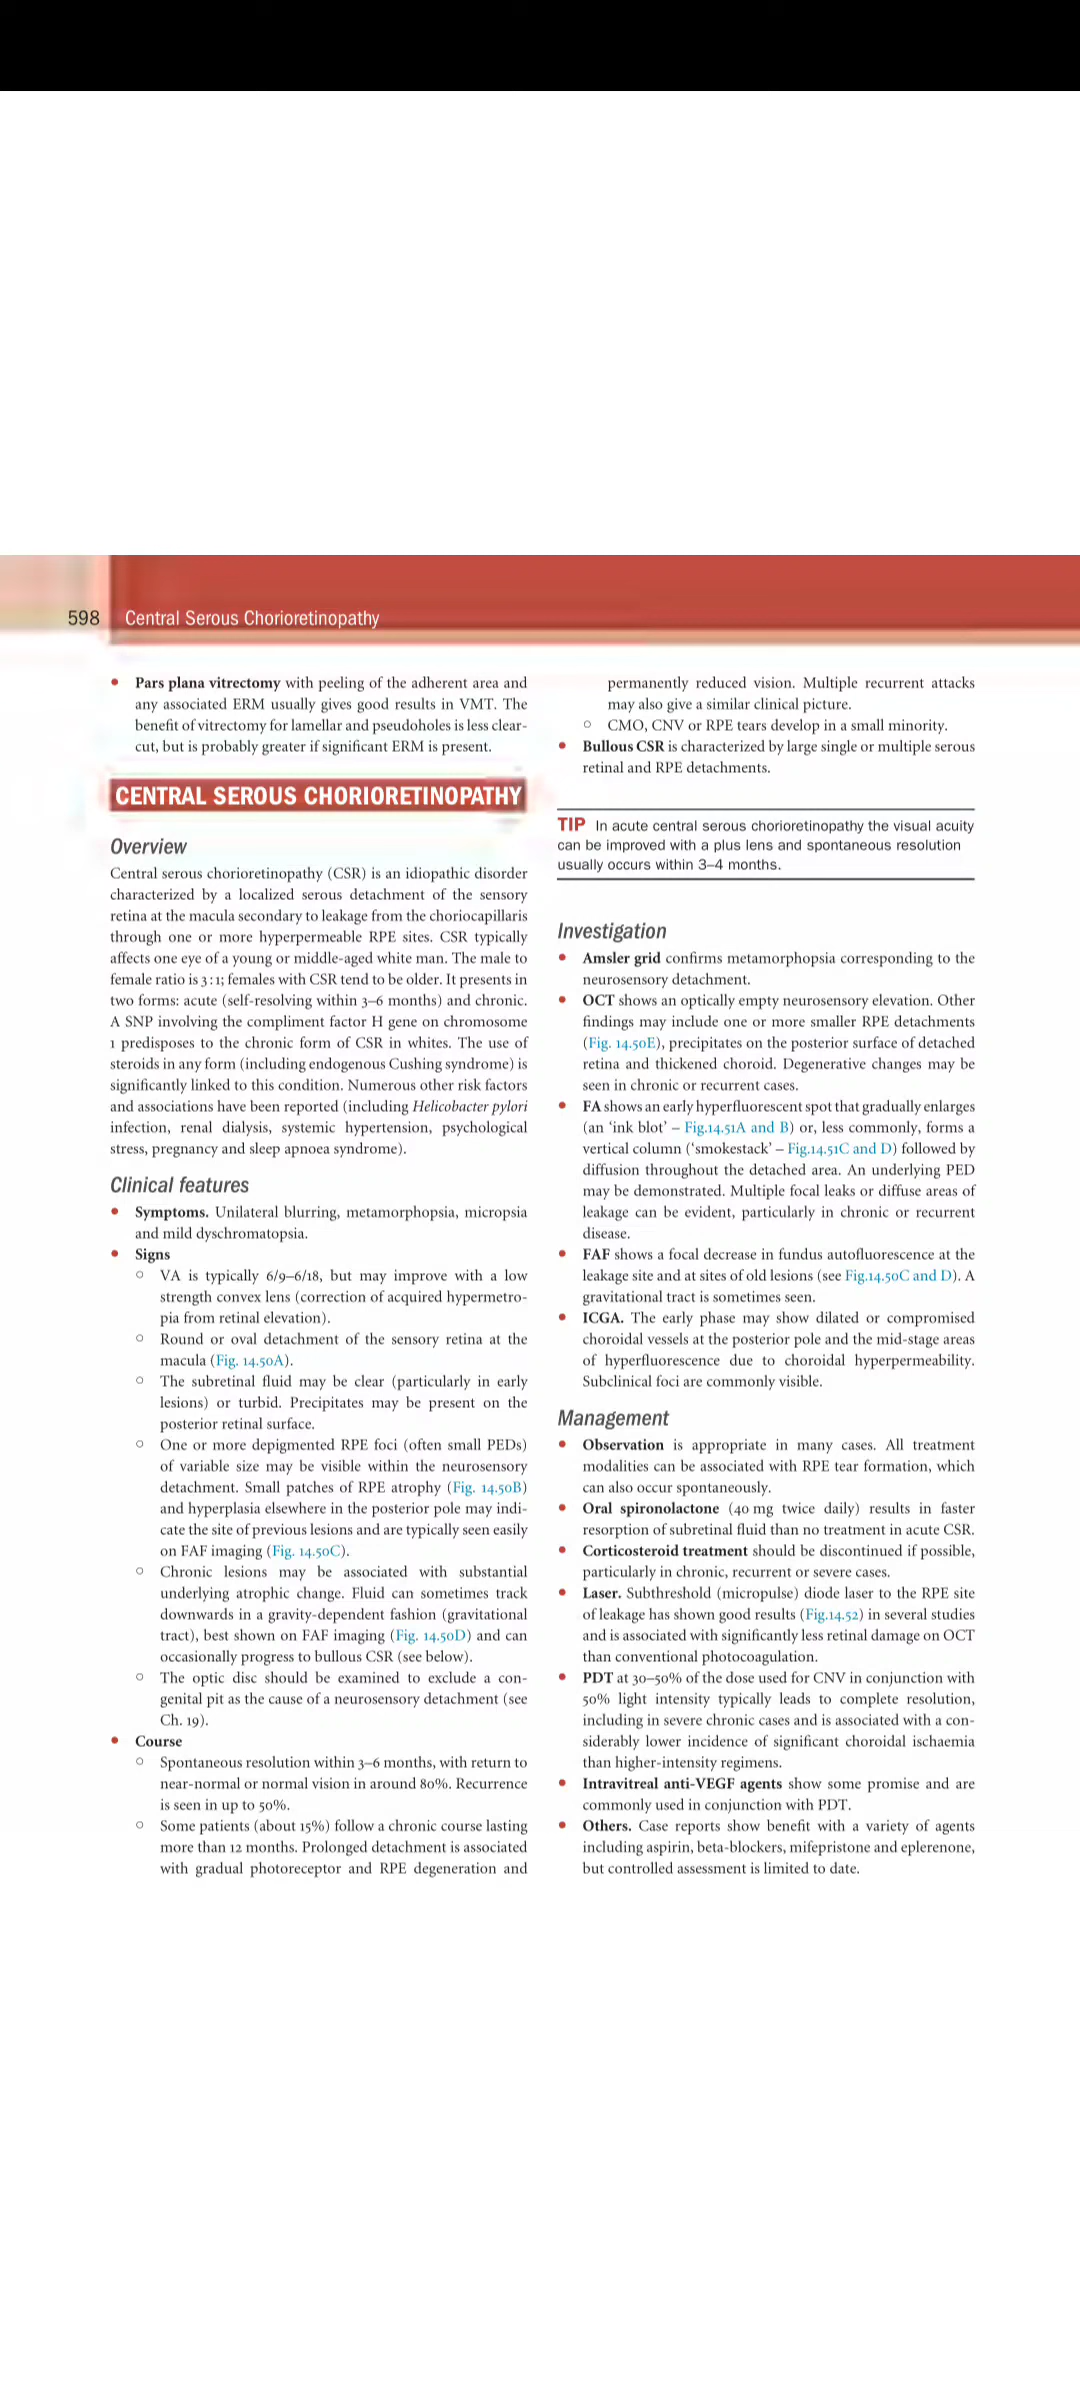 598 Central Serous Chorioretinopathy
• Pars plana vitrectomy with peeling of the adherent area and
any associated ERM usually gives good results in VMT. The
benefit of vitrectomy for lamellar and pseudoholes is less clear-
cut, but is probably greater if significant ERM is present.
CENTRAL SEROUS CHORIORETINOPATHY
Overview
Central serous chorioretinopathy (CSR) is an idiopathic disorder
characterized by a localized serous detachment of the sensory
retina at the macula secondary to leakage from the choriocapillaris
through one or more hyperpermeable RPE sites. CSR typically
affects one eye of a young or middle-aged white man. The male to
female ratio is 3 : 1; females with CSR tend to be older. It presents in
two forms: acute (self-resolving within 3–6 months) and chronic.
A SNP involving the compliment factor H gene on chromosome
1 predisposes to the chronic form of CSR in whites. The use of
steroids in any form (including endogenous Cushing syndrome) is
significantly linked to this condition. Numerous other risk factors
and associations have been reported (including Helicobacter pylori
infection, renal dialysis, systemic hypertension, psychological
stress, pregnancy and sleep apnoea syndrome).
Clinical features
• Symptoms. Unilateral blurring, metamorphopsia, micropsia
and mild dyschromatopsia.
• Signs
○ VA is typically 6/9–6/18, but may improve with a low
strength convex lens (correction of acquired hypermetro-
pia from retinal elevation).
○ Round or oval detachment of the sensory retina at the
macula (Fig. 14.50A).
○ The subretinal fluid may be clear (particularly in early
lesions) or turbid. Precipitates may be present on the
posterior retinal surface.
○ One or more depigmented RPE foci (often small PEDs)
of variable size may be visible within the neurosensory
detachment. Small patches of RPE atrophy (Fig. 14.50B)
and hyperplasia elsewhere in the posterior pole may indi-
cate the site of previous lesions and are typically seen easily
on FAF imaging (Fig. 14.50C).
○ Chronic lesions may be associated with substantial
underlying atrophic change. Fluid can sometimes track
downwards in a gravity-dependent fashion (gravitational
tract), best shown on FAF imaging (Fig. 14.50D) and can
occasionally progress to bullous CSR (see below).
○ The optic disc should be examined to exclude a con-
genital pit as the cause of a neurosensory detachment (see
Ch. 19).
• Course
○ Spontaneous resolution within 3–6 months, with return to
near-normal or normal vision in around 80%. Recurrence
is seen in up to 50%.
○ Some patients (about 15%) follow a chronic course lasting
more than 12 months. Prolonged detachment is associated
with gradual photoreceptor and RPE degeneration and
permanently reduced vision. Multiple recurrent attacks
may also give a similar clinical picture.
○ CMO, CNV or RPE tears develop in a small minority.
• Bullous CSR is characterized by large single or multiple serous
retinal and RPE detachments.
TIP In acute central serous chorioretinopathy the visual acuity
can be improved with a plus lens and spontaneous resolution
usually occurs within 3–4 months.
Investigation
• Amsler grid confirms metamorphopsia corresponding to the
neurosensory detachment.
• OCT shows an optically empty neurosensory elevation. Other
findings may include one or more smaller RPE detachments
(Fig. 14.50E), precipitates on the posterior surface of detached
retina and thickened choroid. Degenerative changes may be
seen in chronic or recurrent cases.
• FA shows an early hyperfluorescent spot that gradually enlarges
(an ‘ink blot’ – Fig.14.51A and B) or, less commonly, forms a
vertical column (‘smokestack’ – Fig.14.51C and D) followed by
diffusion throughout the detached area. An underlying PED
may be demonstrated. Multiple focal leaks or diffuse areas of
leakage can be evident, particularly in chronic or recurrent
disease.
• FAF shows a focal decrease in fundus autofluorescence at the
leakage site and at sites of old lesions (see Fig.14.50C and D). A
gravitational tract is sometimes seen.
• ICGA. The early phase may show dilated or compromised
choroidal vessels at the posterior pole and the mid-stage areas
of hyperfluorescence due to choroidal hyperpermeability.
Subclinical foci are commonly visible.
Management
• Observation is appropriate in many cases. All treatment
modalities can be associated with RPE tear formation, which
can also occur spontaneously.
• Oral spironolactone (40 mg twice daily) results in faster
resorption of subretinal fluid than no treatment in acute CSR.
• Corticosteroid treatment should be discontinued if possible,
particularly in chronic, recurrent or severe cases.
• Laser. Subthreshold (micropulse) diode laser to the RPE site
of leakage has shown good results (Fig.14.52) in several studies
and is associated with significantly less retinal damage on OCT
than conventional photocoagulation.
• PDT at 30–50% of the dose used for CNV in conjunction with
50% light intensity typically leads to complete resolution,
including in severe chronic cases and is associated with a con-
siderably lower incidence of significant choroidal ischaemia
than higher-intensity regimens.
• Intravitreal anti-VEGF agents show some promise and are
commonly used in conjunction with PDT.
• Others. Case reports show benefit with a variety of agents
including aspirin, beta-blockers, mifepristone and eplerenone,
but controlled assessment is limited to date.